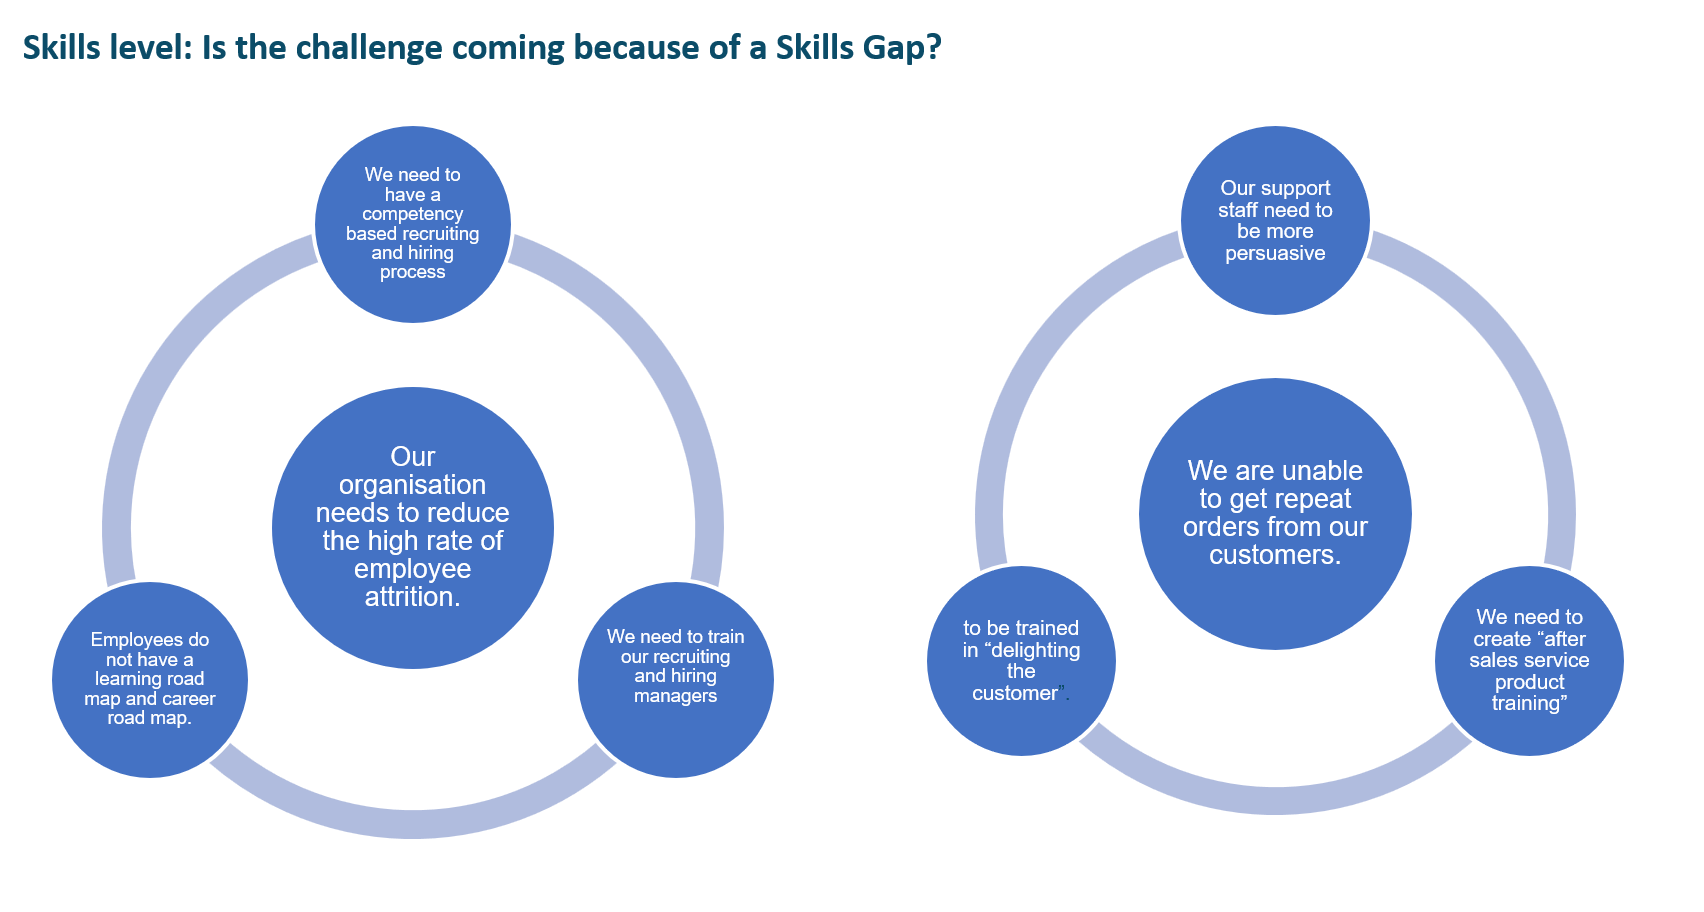 Skills level: Is the challenge coming because of a Skills Gap?
We need to
have a
competency
based recruiting
and hiring
process
Our
organisation
needs to reduce
the high rate of
employee
attrition.
Employees do
not have a
learning road
map and career
road map.
We need to train
our recruiting
and hiring
managers
Our support
staff need to
be more
persuasive
We are unable
to get repeat
orders from our
customers.
to be trained
in “delighting
the
customer”.
We need to
create “after
sales service
product
training”